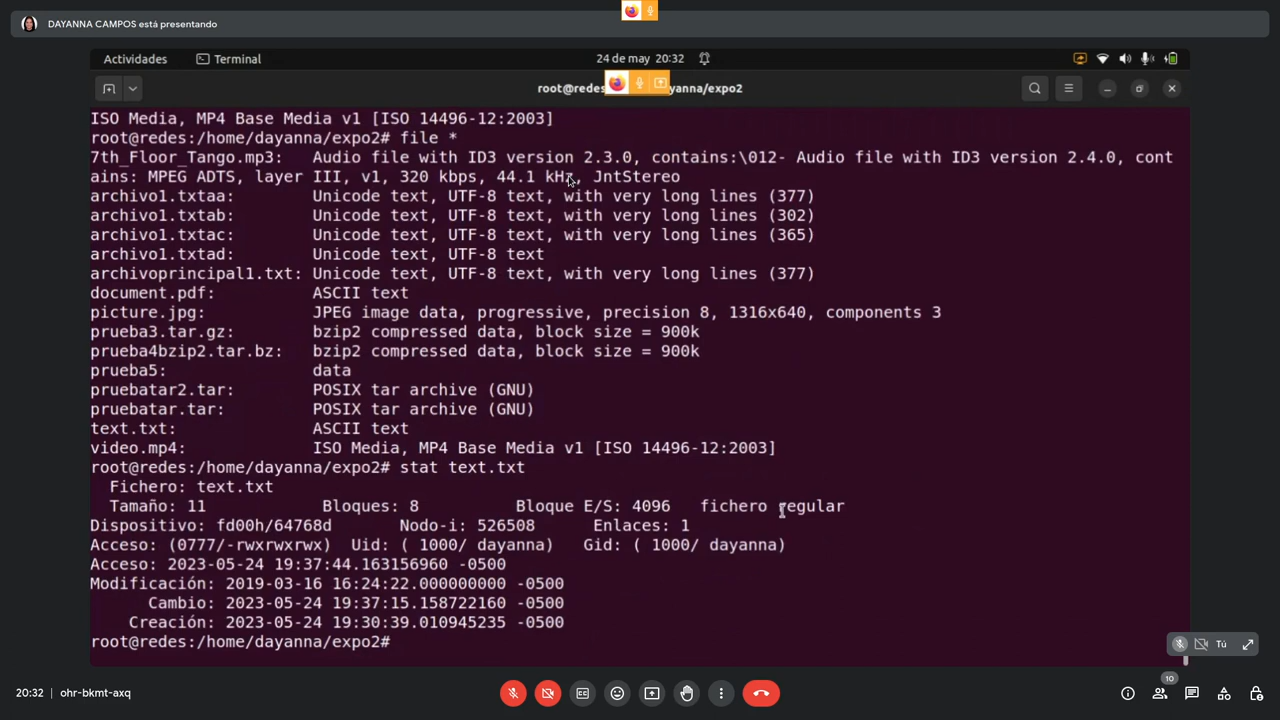 DAYANNA CAMPOS está presentando
Actividades Terminal 24 de may 20:32
root@redes:/home/dayanna/expo2
ISO Media, MP4 Base Media v1 [ISO 14496-12:2003]
root@redes:/home/dayanna/expo2# file *
7th_Floor_Tango.mp3: Audio file with ID3 version 2.3.0, contains:\012- Audio file with ID3 version 2.4.0, cont
ains: MPEG ADTS, layer III, v1, 320 kbps, 44.1 kHz, JntStereo
archivo1.txtaa: Unicode text, UTF-8 text, with very long lines (377)
archivo1.txtab: Unicode text, UTF-8 text, with very long lines (302)
archivo1.txtac: Unicode text, UTF-8 text, with very long lines (365)
archivo1.txtad: Unicode text, UTF-8 text
archivoprincipal1.txt: Unicode text, UTF-8 text, with very long lines (377)
document.pdf: ASCII text
picture.jpg: JPEG image data, progressive, precision 8, 1316x640, components 3
prueba3.tar.gz: bzip2 compressed data, block size = 900k
prueba4bzip2.tar.bz: bzip2 compressed data, block size = 900k
prueba5: data
pruebatar2.tar: POSIX tar archive (GNU)
pruebatar.tar: POSIX tar archive (GNU)
text.txt: ASCII text
video.mp4: ISO Media, MP4 Base Media v1 [ISO 14496-12:2003]
root@redes:/home/dayanna/expo2# stat text.txt
Fichero: text.txt
Tamaño: 11 Bloques: 8 Bloque E/S: 4096 fichero regular
Dispositivo: fd00h/64768d Nodo-i: 526508 Enlaces: 1
Acceso: (0777/-rwxrwxrwx) Uid: ( 1000/ dayanna) Gid: ( 1000/ dayanna)
Acceso: 2023-05-24 19:37:44.163156960 -0500
Modificación: 2019-03-16 16:24:22.000000000 -0500
Cambio: 2023-05-24 19:37:15.158722160 -0500
Creación: 2023-05-24 19:30:39.010945235 -0500
root@redes:/home/dayanna/expo2#
Tú
20:32 | ohr-bkmt-axq
10